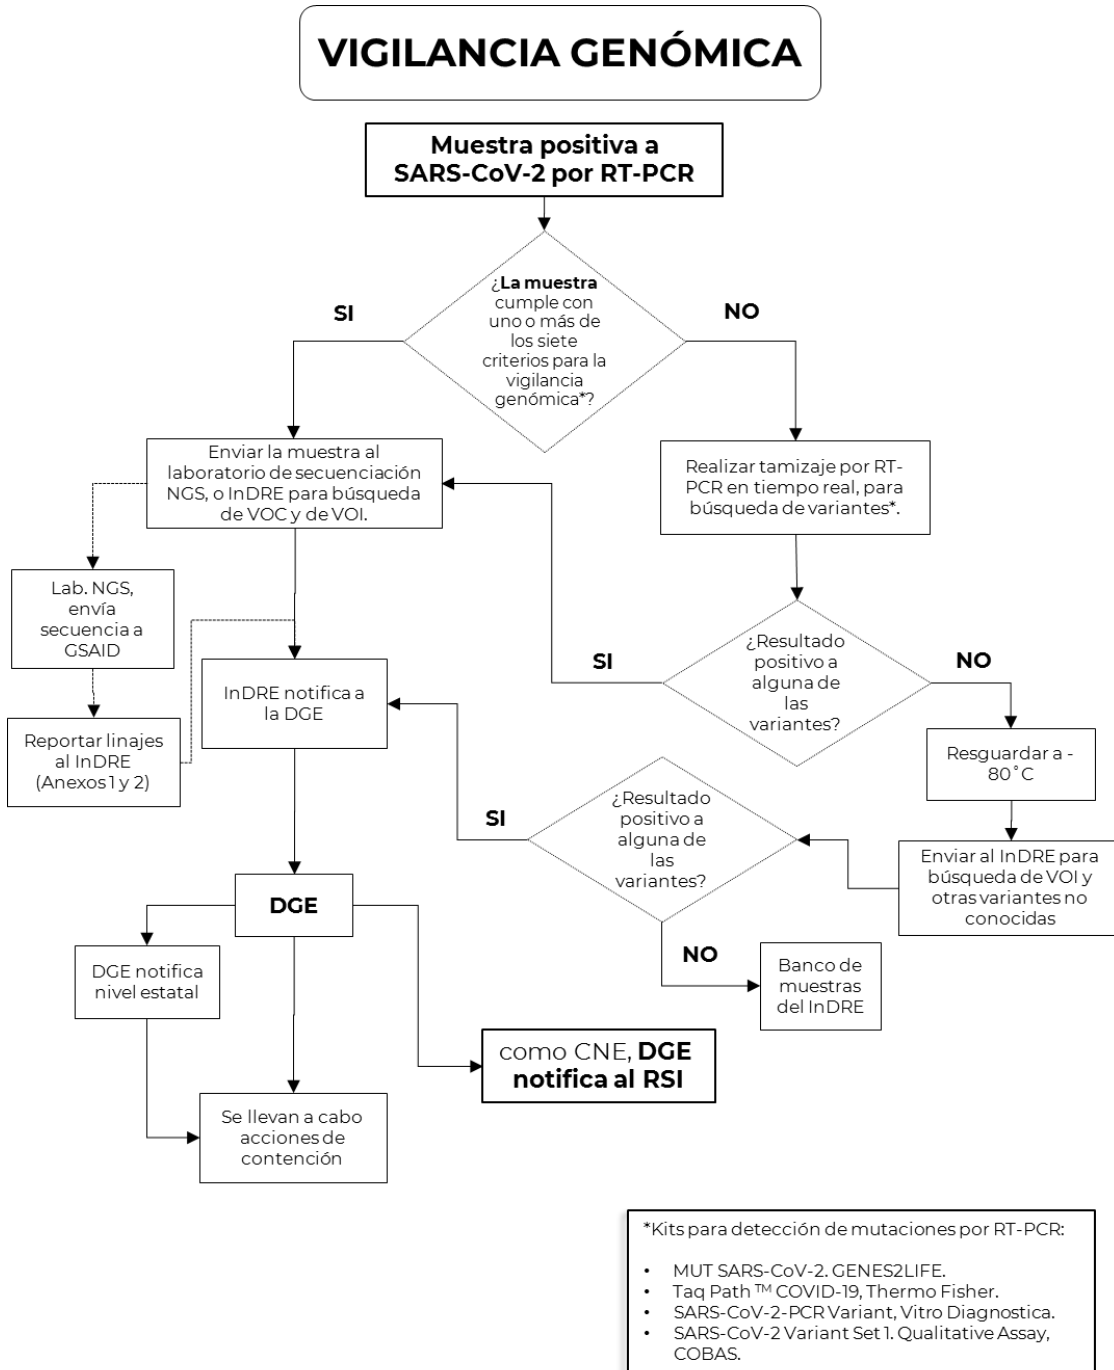 VIGILANCIA GENÓMICA
Muestra positiva a
SARS-CoV-2 por RT-PCR
¿La muestra
cumple con
uno o más de
los siete
criterios para la
vigilancia
genómica*?
SI
NO
Enviar la muestra al
laboratorio de secuenciación
NGS, o InDRE para búsqueda
de VOC y de VOI.
Realizar tamizaje por RT-
PCR en tiempo real, para
búsqueda de variantes*.
Lab. NGS,
envía
secuencia a
GSAID
¿Resultado
positivo a
alguna de
las
variantes?
SI
NO
InDRE notifica a
la DGE
Reportar linajes
al InDRE
(Anexos 1 y 2)
Resguardar a -
80°C
¿Resultado
positivo a
alguna de
las
variantes?
SI
Enviar al InDRE para
búsqueda de VOI y
otras variantes no
conocidas
DGE
NO
DGE notifica
nivel estatal
Banco de
muestras
del InDRE
como CNE, DGE
notifica al RSI
Se llevan a cabo
acciones de
contención
*Kits para detección de mutaciones por RT-PCR:
• MUT SARS-CoV-2. GENES2LIFE.
• Taq Path ™ COVID-19, Thermo Fisher.
• SARS-CoV-2-PCR Variant, Vitro Diagnostica.
• SARS-CoV-2 Variant Set 1. Qualitative Assay,
COBAS.